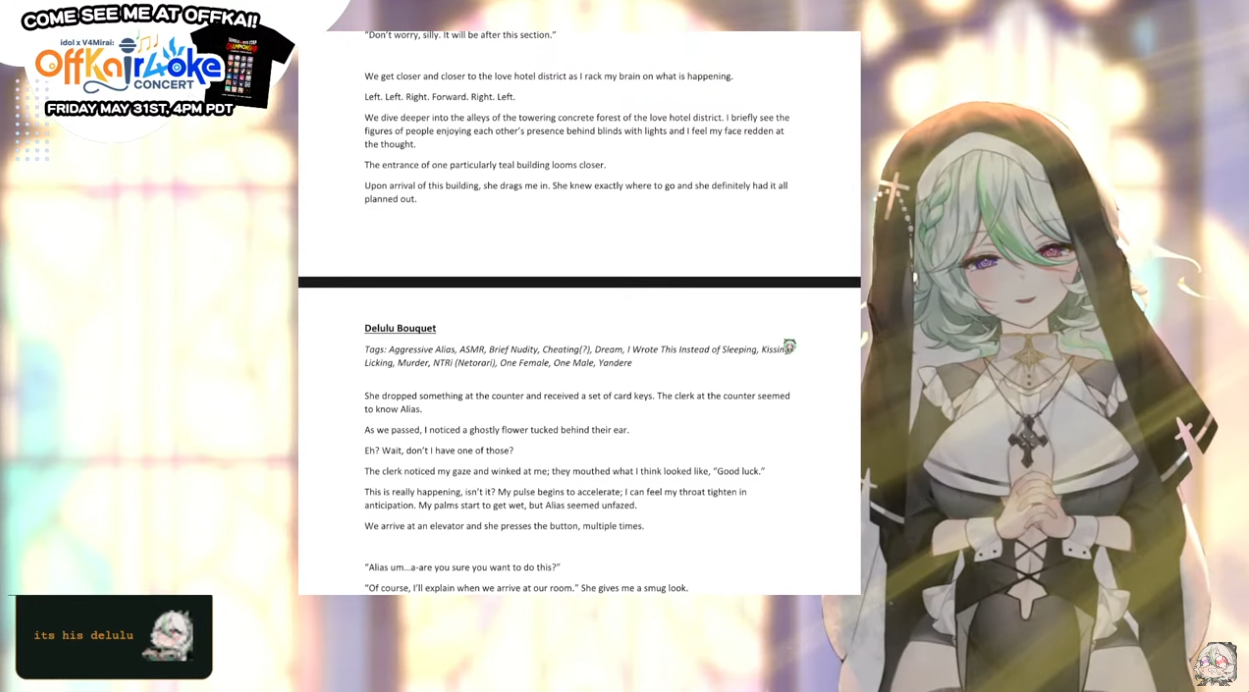 COME SEE ME AT OFFKAI!
idol x V4Mirai:
OffKaiR4oke
CONCERT
FRIDAY MAY 31ST, 4PM PDT
"Don't worry, silly. It will be after this section."
We get closer and closer to the love hotel district as I rack my brain on what is happening.
Left. Left. Right. Forward. Right. Left.
We dive deeper into the alleys of the towering concrete forest of the love hotel district. I briefly see the
figures of people enjoying each other's presence behind blinds with lights and I feel my face redden at
the thought.
The entrance of one particularly teal building looms closer.
Upon arrival of this building, she drags me in. She knew exactly where to go and she definitely had it all
planned out.
Delulu Bouquet
Tags: Aggressive Alias, ASMR, Brief Nudity, Cheating(?), Dream, I Wrote This Instead of Sleeping, Kissing
Licking, Murder, NTRi (Netorari), One Female, One Male, Yandere
She dropped something at the counter and received a set of card keys. The clerk at the counter seemed
to know Alias.
As we passed, I noticed a ghostly flower tucked behind their ear.
Eh? Wait, don't I have one of those?
The clerk noticed my gaze and winked at me; they mouthed what I think looked like, "Good luck."
This is really happening, isn't it? My pulse begins to accelerate; I can feel my throat tighten in
anticipation. My palms start to get wet, but Alias seemed unfazed.
We arrive at an elevator and she presses the button, multiple times.
"Alias um...a-are you sure you want to do this?"
"Of course, I'll explain when we arrive at our room." She gives me a smug look.
its his delulu